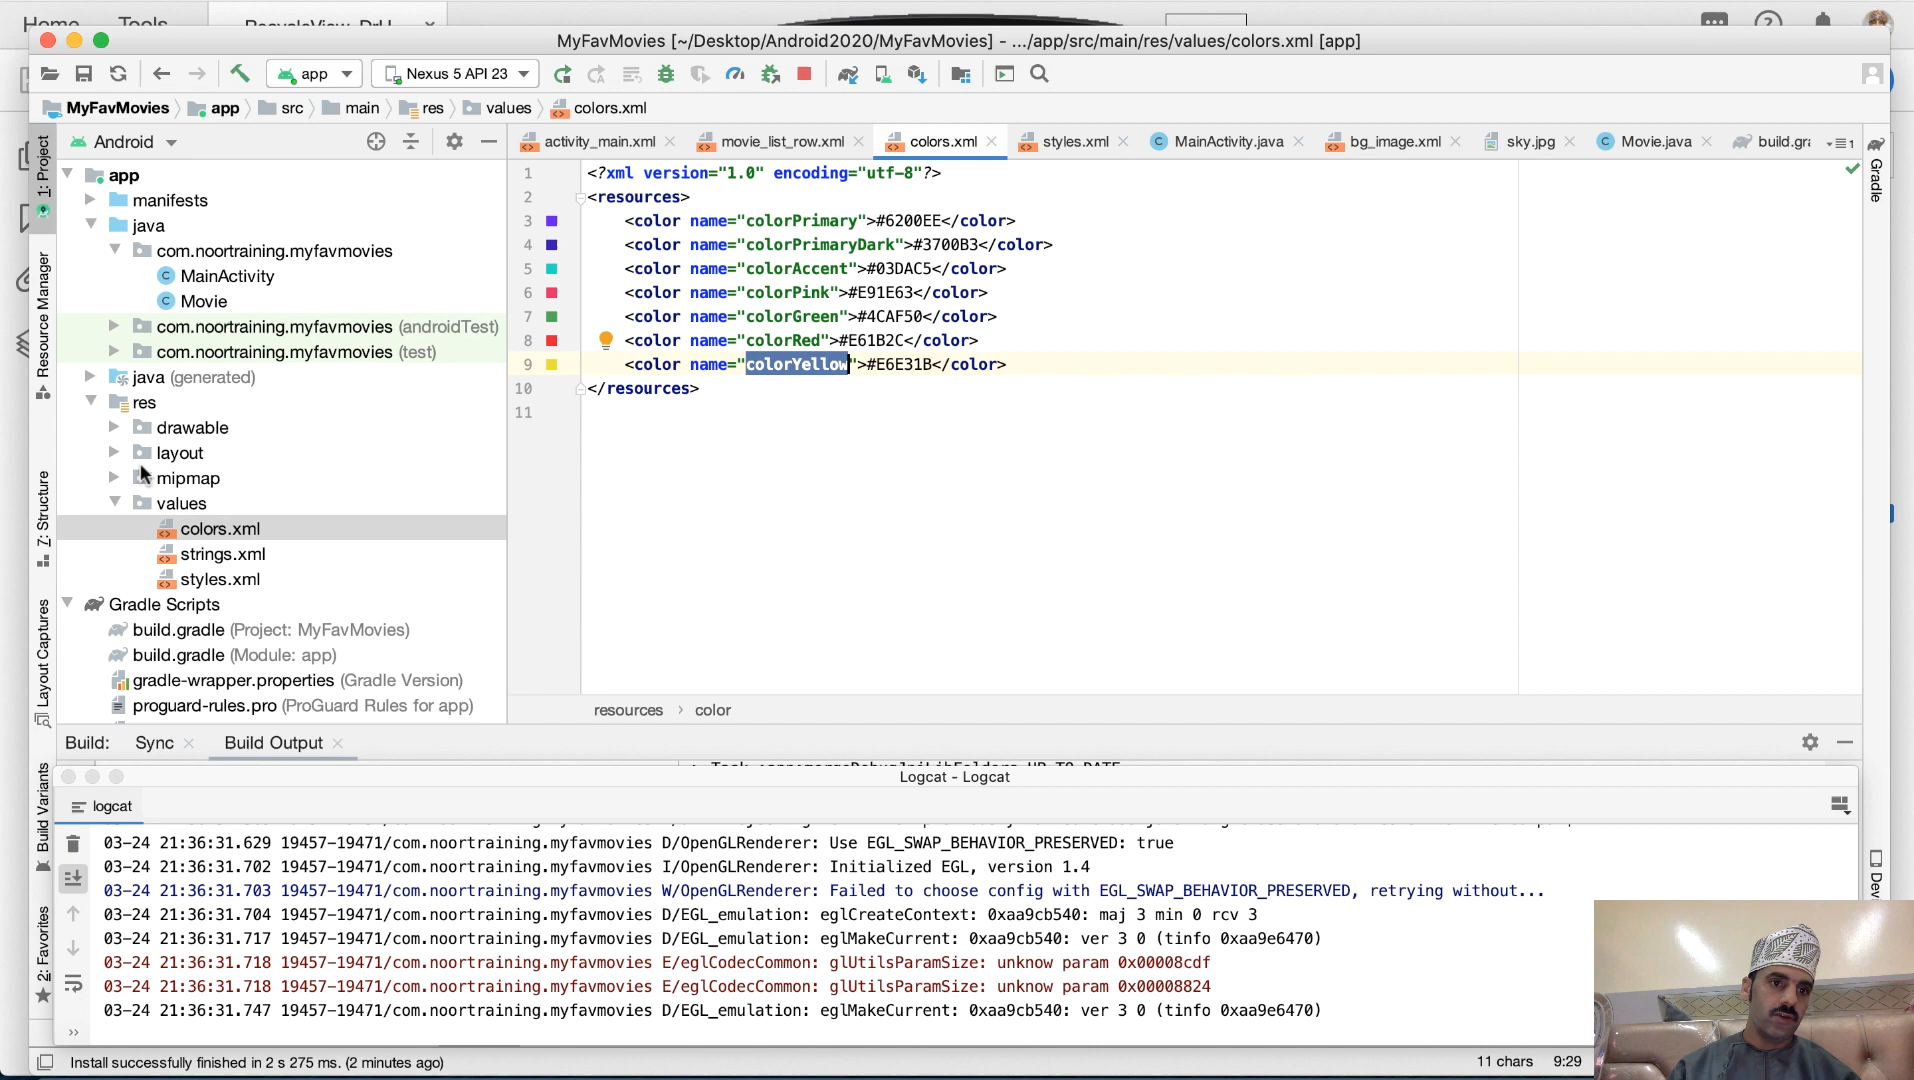 Home Tools RecycleView_DrU
MyFavMovies [~/Desktop/Android2020/MyFavMovies] - .../app/src/main/res/values/colors.xml [app]
app Nexus 5 API 23
MyFavMovies app src main res values colors.xml
Android
activity_main.xml movie_list_row.xml colors.xml styles.xml MainActivity.java bg_image.xml sky.jpg Movie.java build.gra 1
1: Project
Resource Manager
7: Structure
Layout Captures
Build Variants
2: Favorites
app
manifests
java
com.noortraining.myfavmovies
MainActivity
Movie
com.noortraining.myfavmovies (androidTest)
com.noortraining.myfavmovies (test)
java (generated)
res
drawable
layout
mipmap
values
colors.xml
strings.xml
styles.xml
Gradle Scripts
build.gradle (Project: MyFavMovies)
build.gradle (Module: app)
gradle-wrapper.properties (Gradle Version)
proguard-rules.pro (ProGuard Rules for app)
1 <?xml version="1.0" encoding="utf-8"?>
2 <resources>
3 <color name="colorPrimary">#6200EE</color>
4 <color name="colorPrimaryDark">#3700B3</color>
5 <color name="colorAccent">#03DAC5</color>
6 <color name="colorPink">#E91E63</color>
7 <color name="colorGreen">#4CAF50</color>
8 <color name="colorRed">#E61B2C</color>
9 <color name="colorYellow">#E6E31B</color>
10 </resources>
11
resources › color
Gradle
Dev
Build: Sync Build Output
Logcat - Logcat
logcat
03-24 21:36:31.629 19457-19471/com.noortraining.myfavmovies D/OpenGLRenderer: Use EGL_SWAP_BEHAVIOR_PRESERVED: true
03-24 21:36:31.702 19457-19471/com.noortraining.myfavmovies I/OpenGLRenderer: Initialized EGL, version 1.4
03-24 21:36:31.703 19457-19471/com.noortraining.myfavmovies W/OpenGLRenderer: Failed to choose config with EGL_SWAP_BEHAVIOR_PRESERVED, retrying without...
03-24 21:36:31.704 19457-19471/com.noortraining.myfavmovies D/EGL_emulation: eglCreateContext: 0xaa9cb540: maj 3 min 0 rcv 3
03-24 21:36:31.717 19457-19471/com.noortraining.myfavmovies D/EGL_emulation: eglMakeCurrent: 0xaa9cb540: ver 3 0 (tinfo 0xaa9e6470)
03-24 21:36:31.718 19457-19471/com.noortraining.myfavmovies E/eglCodecCommon: glUtilsParamSize: unknow param 0x00008cdf
03-24 21:36:31.718 19457-19471/com.noortraining.myfavmovies E/eglCodecCommon: glUtilsParamSize: unknow param 0x00008824
03-24 21:36:31.747 19457-19471/com.noortraining.myfavmovies D/EGL_emulation: eglMakeCurrent: 0xaa9cb540: ver 3 0 (tinfo 0xaa9e6470)
Install successfully finished in 2 s 275 ms. (2 minutes ago)
11 chars 9:29